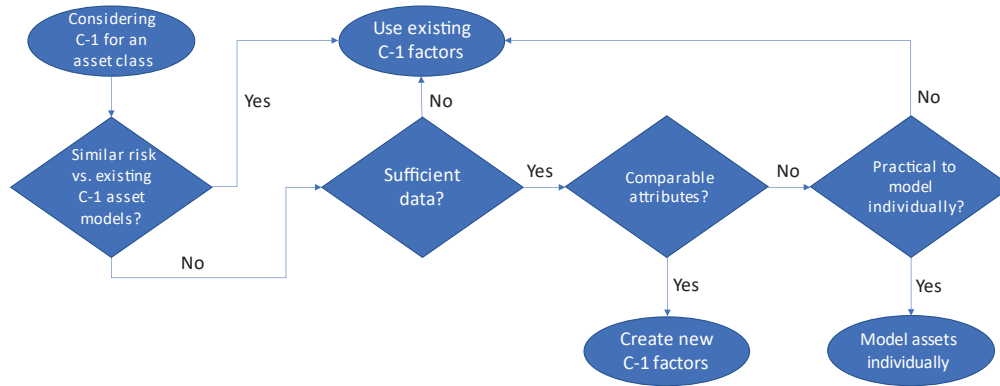 Considering
C-1 for an
asset class
Use existing
C-1 factors
Yes
No
No
Similar risk
vs. existing
C-1 asset
models?
Sufficient
data?
Yes
Comparable
attributes?
No
Practical to
model
individually?
No
Yes
Yes
Create new
C-1 factors
Model assets
individually